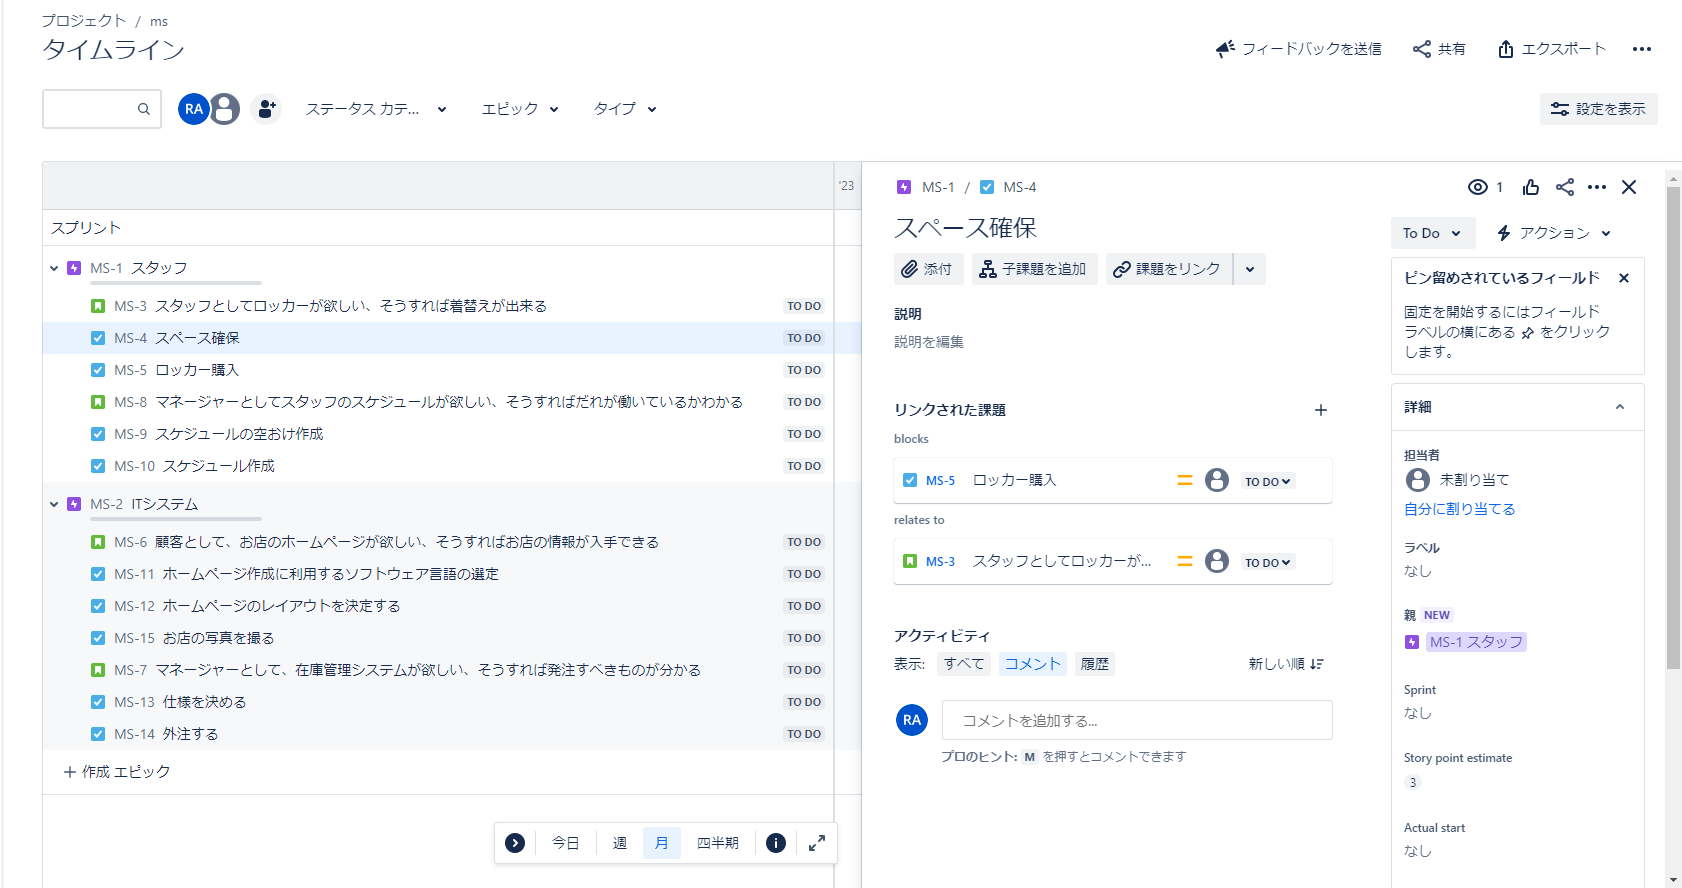 プロジェクト / ms
タイムライン
フィードバックを送信
共有
エクスポート
RA
ステータス カテ...
エピック
タイプ
設定を表示
'23
スプリント
MS-1 スタッフ
MS-3 スタッフとしてロッカーが欲しい、そうすれば着替えが出来る TO DO
MS-4 スペース確保 TO DO
MS-5 ロッカー購入 TO DO
MS-8 マネージャーとしてスタッフのスケジュールが欲しい、そうすればだれが働いているかわかる TO DO
MS-9 スケジュールの空おけ作成 TO DO
MS-10 スケジュール作成 TO DO
MS-2 ITシステム
MS-6 顧客として、お店のホームページが欲しい、そうすればお店の情報が入手できる TO DO
MS-11 ホームページ作成に利用するソフトウェア言語の選定 TO DO
MS-12 ホームページのレイアウトを決定する TO DO
MS-15 お店の写真を撮る TO DO
MS-7 マネージャーとして、在庫管理システムが欲しい、そうすれば発注すべきものが分かる TO DO
MS-13 仕様を決める TO DO
MS-14 外注する TO DO
作成 エピック
今日
週
月
四半期
MS-1 / MS-4
1
スペース確保
添付
子課題を追加
課題をリンク
説明
説明を編集
リンクされた課題
blocks
MS-5 ロッカー購入 TO DO
relates to
MS-3 スタッフとしてロッカーが... TO DO
アクティビティ
表示: すべて コメント 履歴
新しい順
RA
コメントを追加する...
プロのヒント: M を押すとコメントできます
To Do
アクション
ピン留めされているフィールド
固定を開始するにはフィールド
ラベルの横にある をクリック
します。
詳細
担当者
未割り当て
自分に割り当てる
ラベル
なし
親 NEW
MS-1 スタッフ
Sprint
なし
Story point estimate
3
Actual start
なし